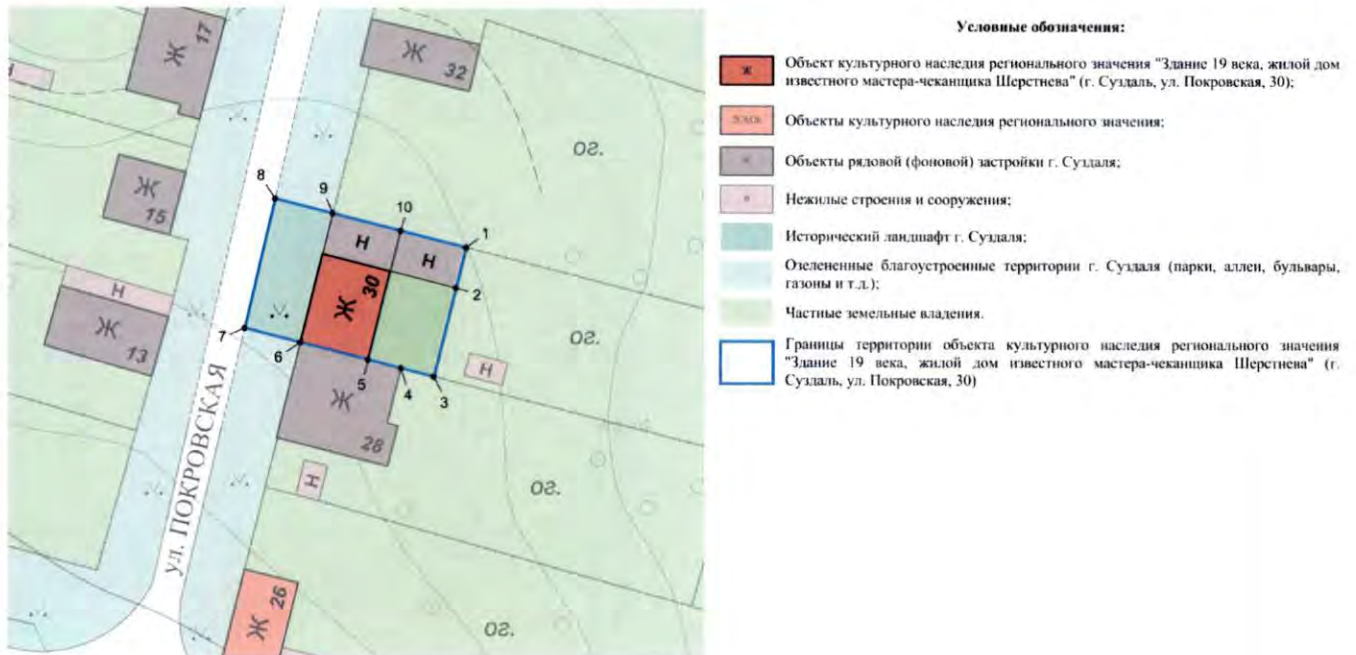 Ж 17
Н
Ж 32
ог.
Ж 15
8
9
10
1
Н
Н
2
Ж 30
ог.
Н
Ж 13
7
6
5
4
3
Н
Ж 28
ул. ПОКРОВСКАЯ
Н
ог.
Ж 26
ог.
Условные обозначения:
Ж
Объект культурного наследия регионального значения "Здание 19 века, жилой дом
известного мастера-чеканщика Шерстнева" (г. Суздаль, ул. Покровская, 30);
Объекты культурного наследия регионального значения;
Ж
Объекты рядовой (фоновой) застройки г. Суздаля;
Нежилые строения и сооружения;
Исторический ландшафт г. Суздаля;
Озелененные благоустроенные территории г. Суздаля (парки, аллеи, бульвары,
газоны и т.д.);
Частные земельные владения.
Границы территории объекта культурного наследия регионального значения
"Здание 19 века, жилой дом известного мастера-чеканщика Шерстнева" (г.
Суздаль, ул. Покровская, 30)